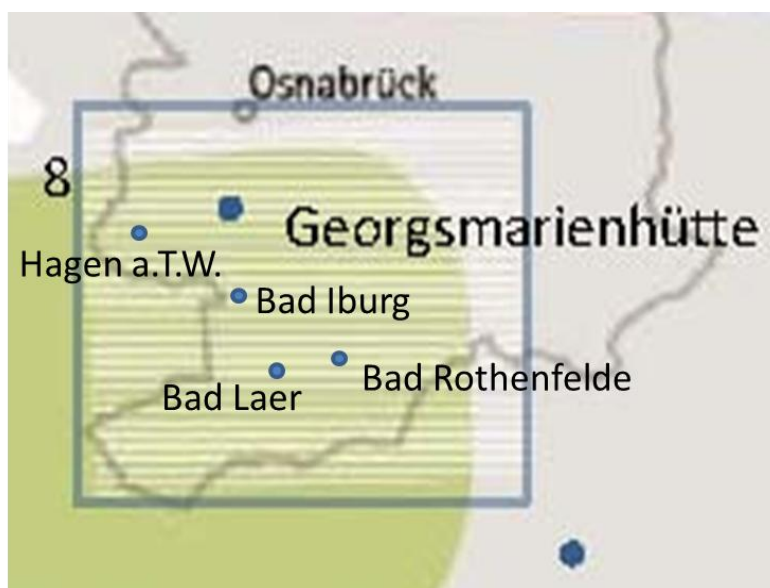 Osnabrück
8
Georgsmarienhütte
Hagen a.T.W.
Bad Iburg
Bad Rothenfelde
Bad Laer